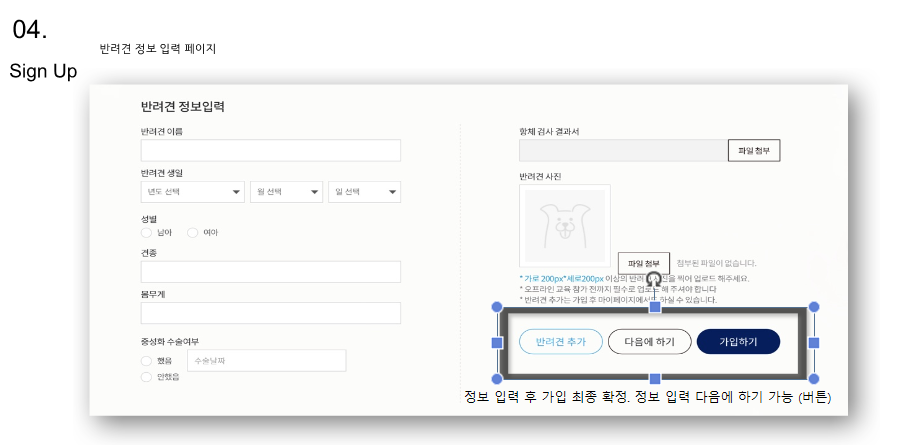 04.
반려견 정보 입력 페이지
Sign Up
반려견 정보입력
반려견 이름
반려견 생일
년도 선택 월 선택 일 선택
성별
남아 여아
견종
몸무게
중성화 수술여부
했음 수술날짜
안했음
항체 검사 결과서
파일 첨부
반려견 사진
파일 첨부 첨부된 파일이 없습니다.
* 가로 200px*세로200px 이상의 반려견 사진을 찍어 업로드 해주세요.
* 오프라인 교육 참가 전까지 필수로 업로드 해 주셔야 합니다
* 반려견 추가는 가입 후 마이페이지에서도 하실 수 있습니다.
반려견 추가 다음에 하기 가입하기
정보 입력 후 가입 최종 확정. 정보 입력 다음에 하기 가능 (버튼)